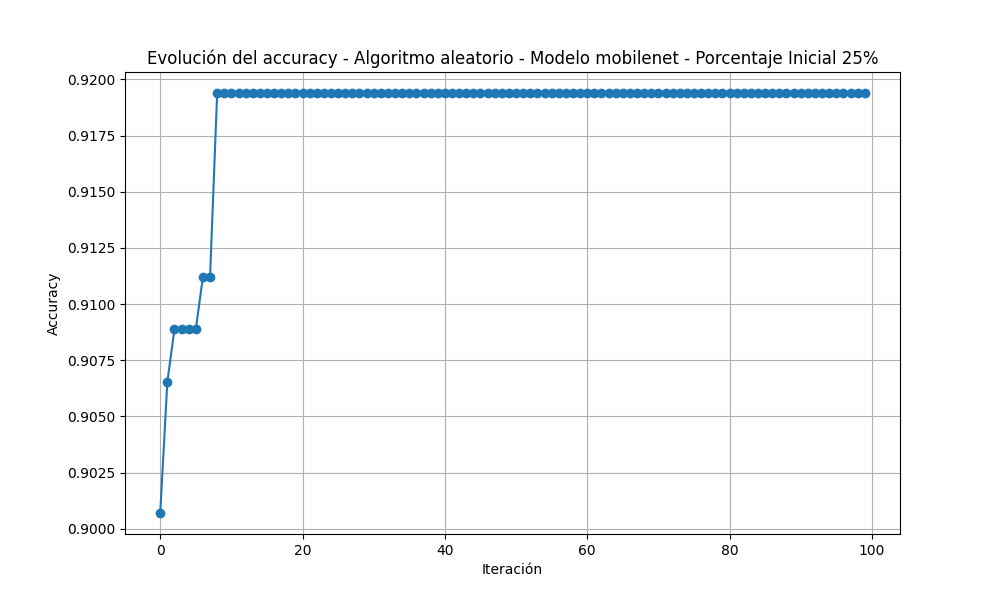 Evolución del accuracy - Algoritmo aleatorio - Modelo mobilenet - Porcentaje Inicial 25%
0.9200
0.9175
0.9150
0.9125
0.9100
0.9075
0.9050
0.9025
0.9000
Accuracy
0 20 40 60 80 100
Iteración